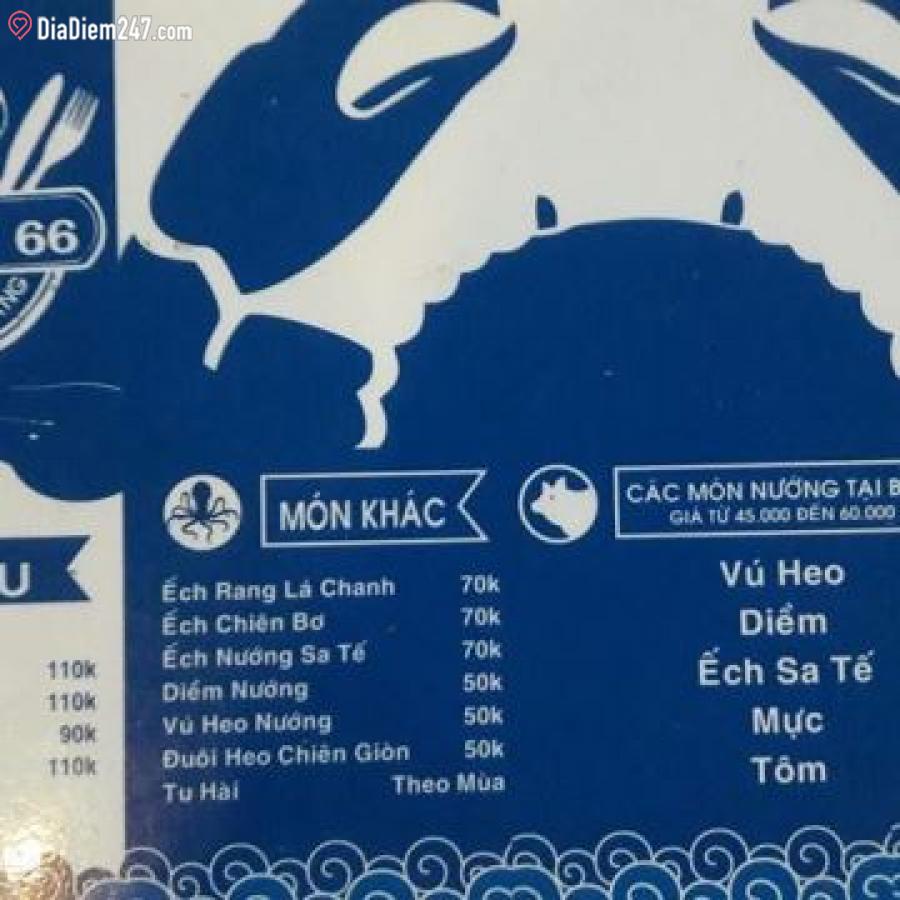 DiaDiem247.com
66
U
110k
110k
90k
110k
MÓN KHÁC
Ếch Rang Lá Chanh 70k
Ếch Chiên Bơ 70k
Ếch Nướng Sa Tế 70k
Diềm Nướng 50k
Vú Heo Nướng 50k
Đuôi Heo Chiên Giòn 50k
Tu Hài Theo Mùa
CÁC MÓN NƯỚNG TẠI B
GIÁ TỪ 45.000 ĐẾN 60.000
Vú Heo
Diềm
Ếch Sa Tế
Mực
Tôm